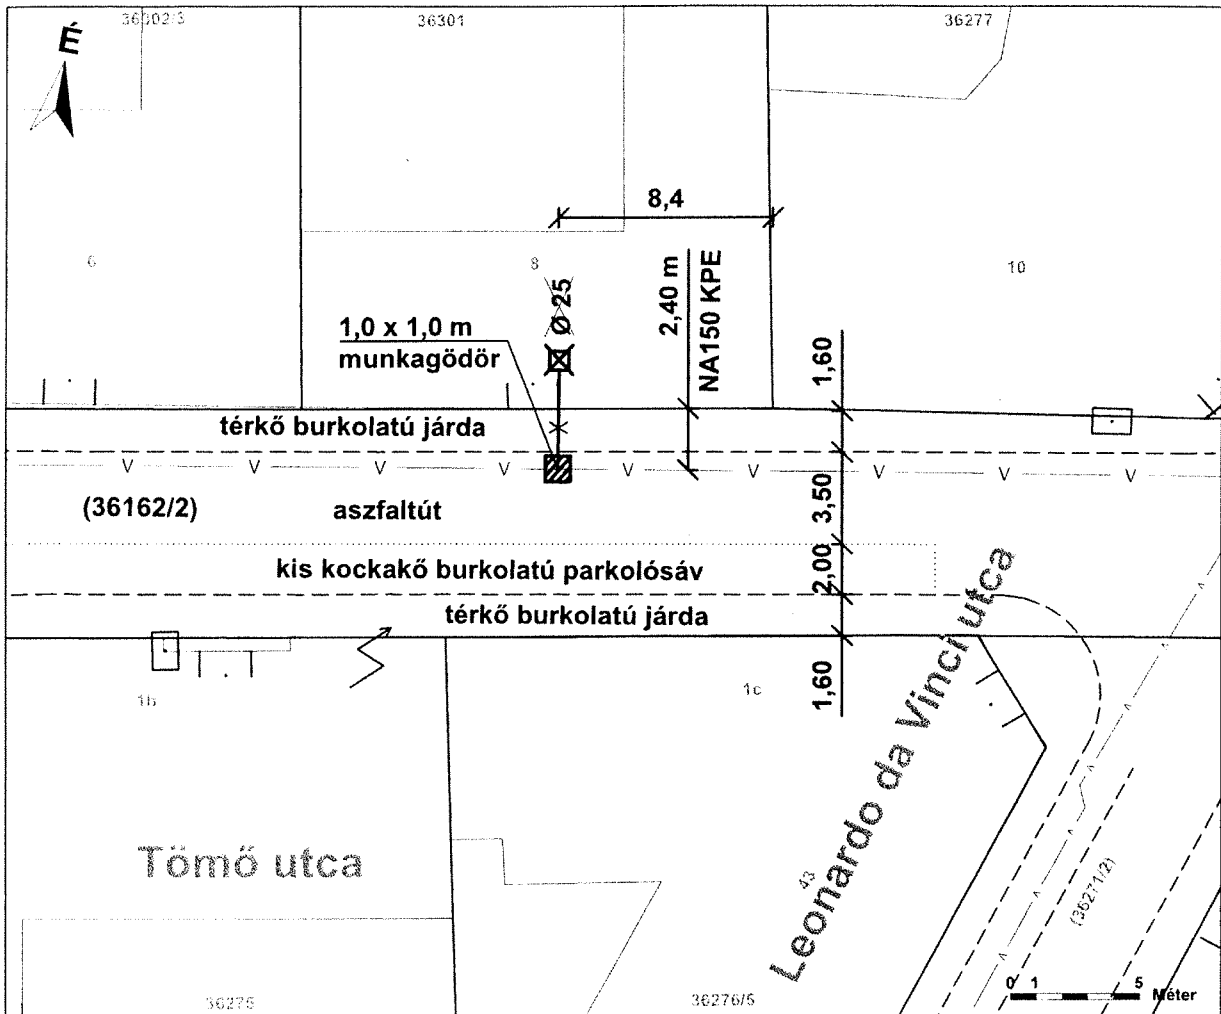 36302/3
36301
36277
É
8,4
6
8
10
Ø 25
2,40 m
NA150 KPE
1,0 x 1,0 m
munkagödör
1,60
térkő burkolatú járda
V V V V V V V V V
(36162/2)
aszfaltút
3,50
kis kockakő burkolatú parkolósáv
2,00
térkő burkolatú járda
1b
1c
1,60
Leonardo da Vinci utca
Tömő utca
43
(36271/2)
36275
36276/5
0 1 5 Méter